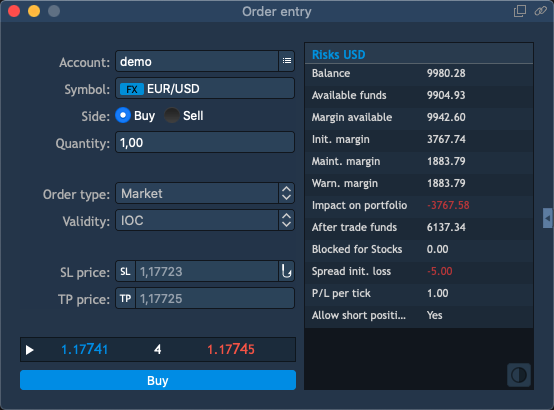 Order entry
Account: demo
Symbol: FX EUR/USD
Side: Buy Sell
Quantity: 1,00
Order type: Market
Validity: IOC
SL price: SL 1,17723
TP price: TP 1,17725
1.17741 4 1.17745
Buy
Risks USD
Balance 9980.28
Available funds 9904.93
Margin available 9942.60
Init. margin 3767.74
Maint. margin 1883.79
Warn. margin 1883.79
Impact on portfolio -3767.58
After trade funds 6137.34
Blocked for Stocks 0.00
Spread init. loss -5.00
P/L per tick 1.00
Allow short positi... Yes